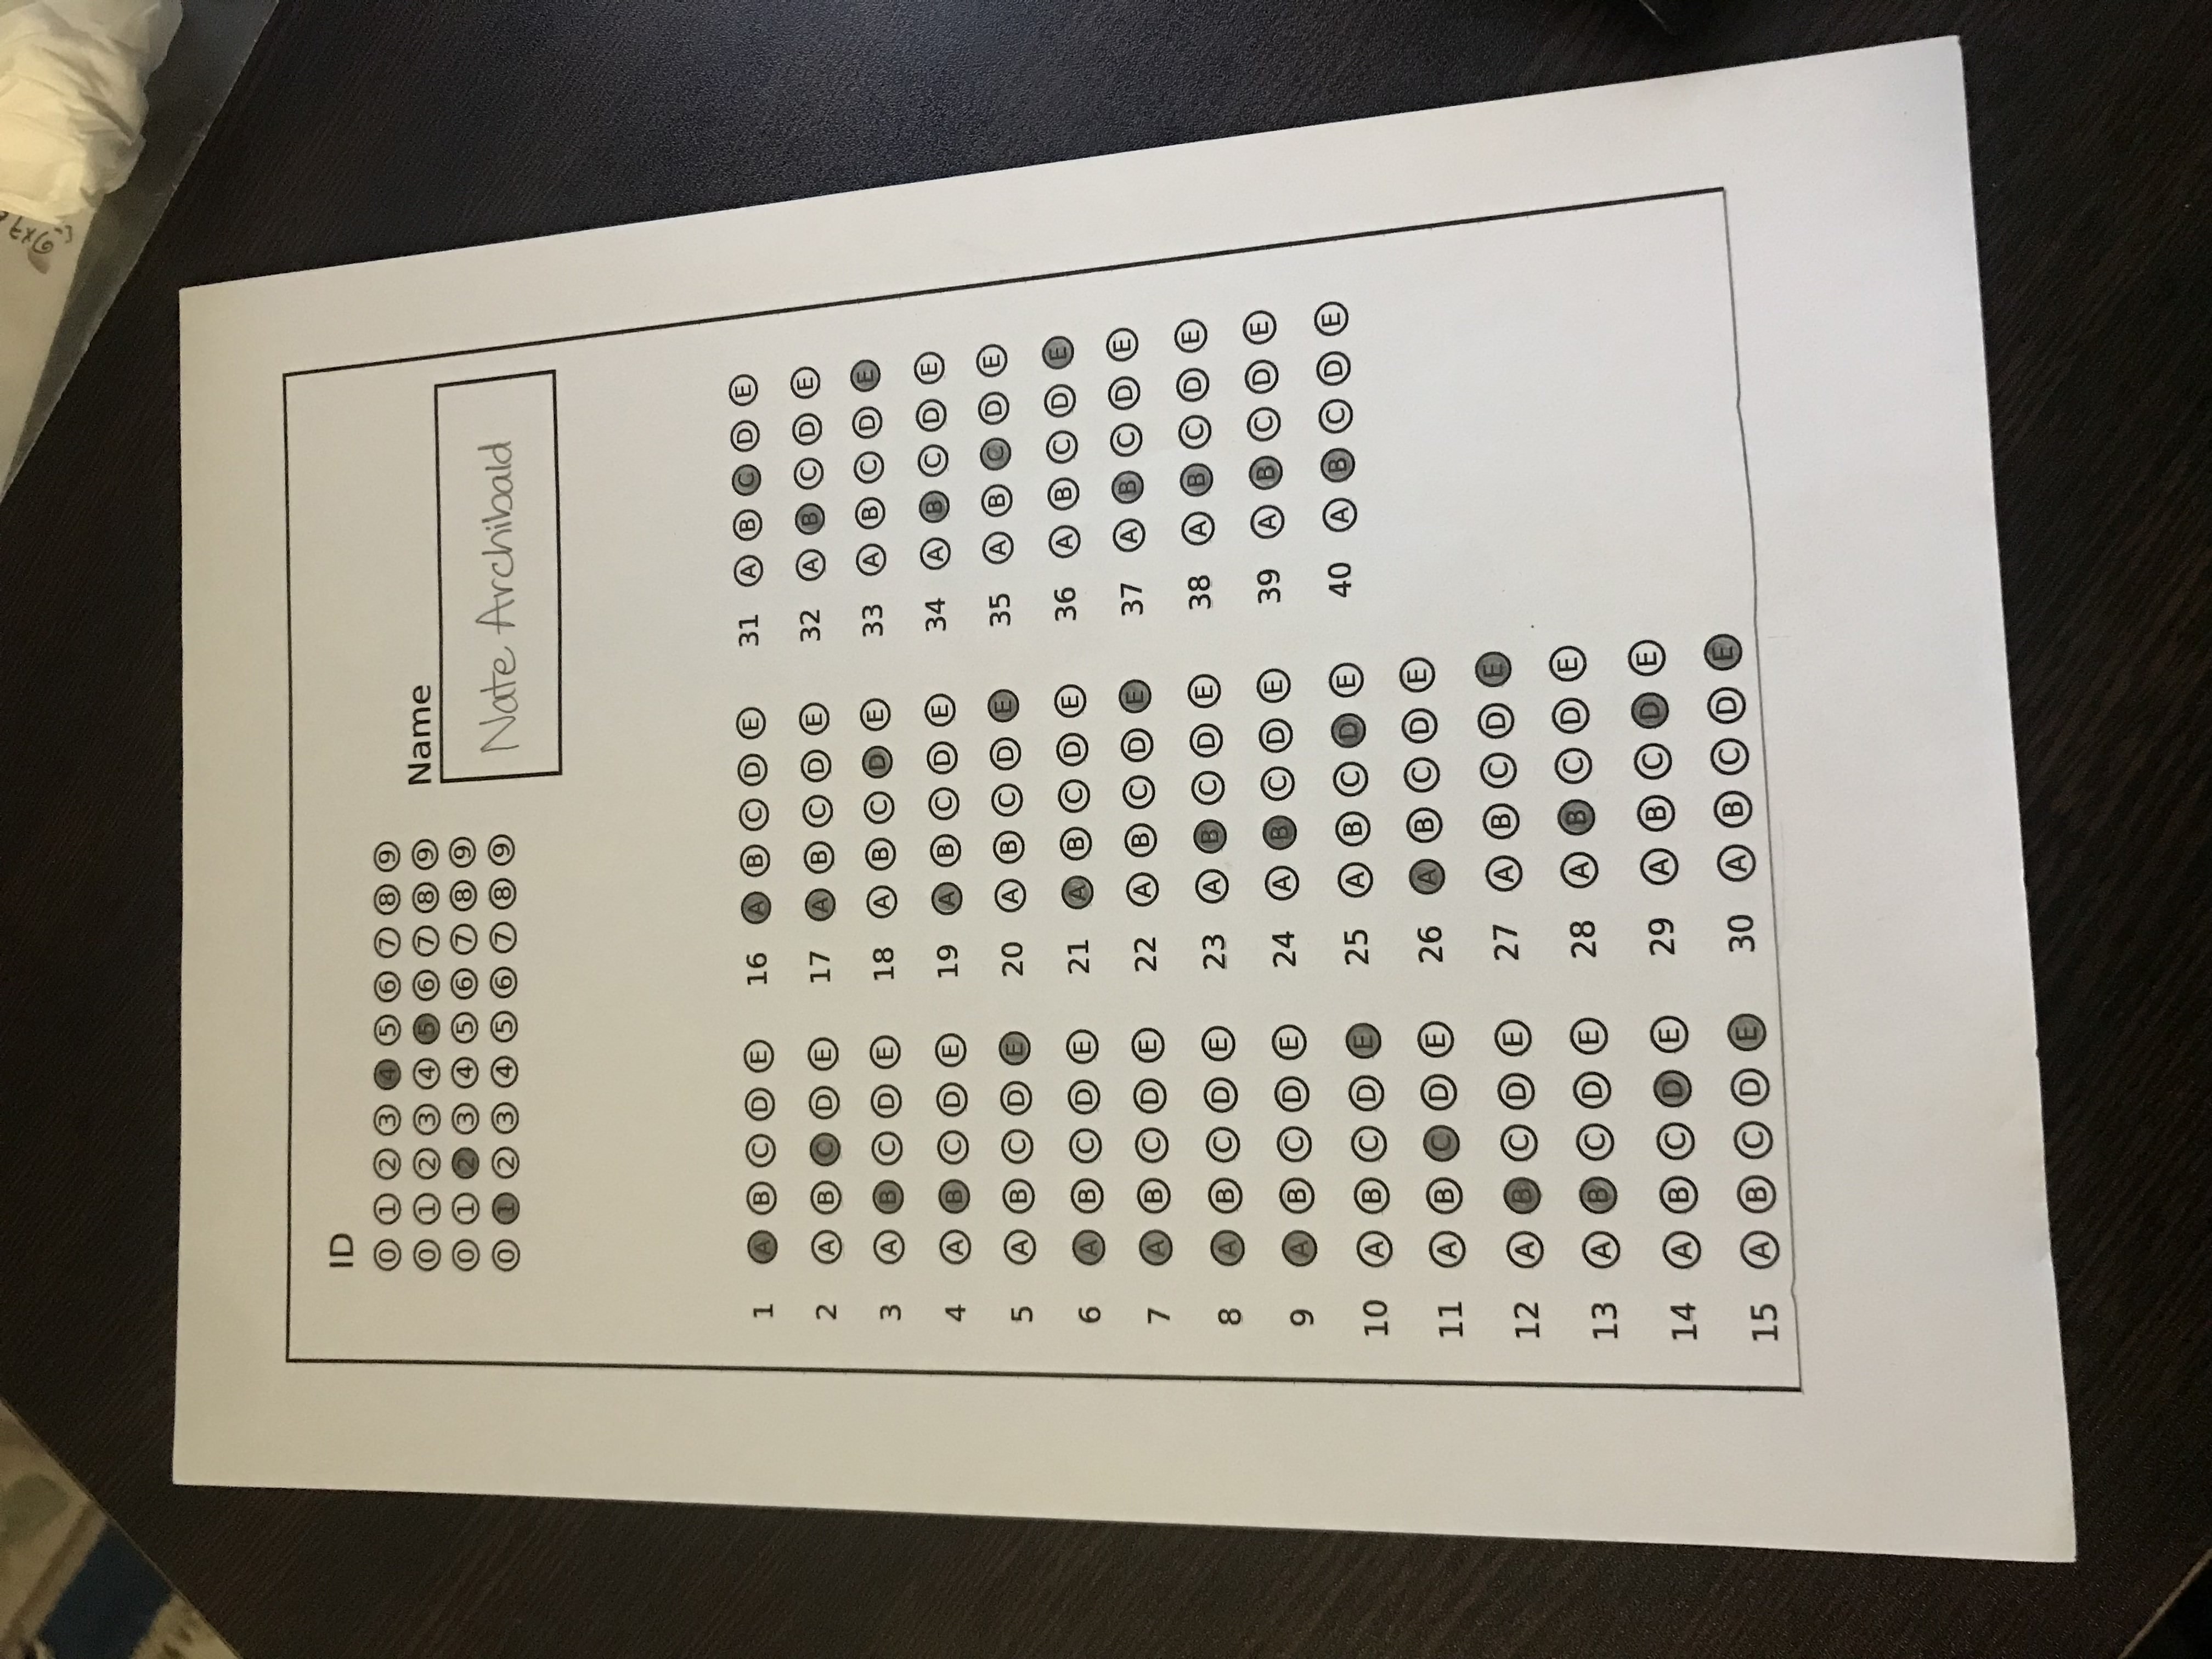 ID
0 1 2 3 4 5 6 7 8 9
0 1 2 3 4 5 6 7 8 9
0 1 2 3 4 5 6 7 8 9
0 1 2 3 4 5 6 7 8 9
Name
Nate Archibald
1 A B C D E
2 A B C D E
3 A B C D E
4 A B C D E
5 A B C D E
6 A B C D E
7 A B C D E
8 A B C D E
9 A B C D E
10 A B C D E
11 A B C D E
12 A B C D E
13 A B C D E
14 A B C D E
15 A B C D E
16 A B C D E
17 A B C D E
18 A B C D E
19 A B C D E
20 A B C D E
21 A B C D E
22 A B C D E
23 A B C D E
24 A B C D E
25 A B C D E
26 A B C D E
27 A B C D E
28 A B C D E
29 A B C D E
30 A B C D E
31 A B C D E
32 A B C D E
33 A B C D E
34 A B C D E
35 A B C D E
36 A B C D E
37 A B C D E
38 A B C D E
39 A B C D E
40 A B C D E